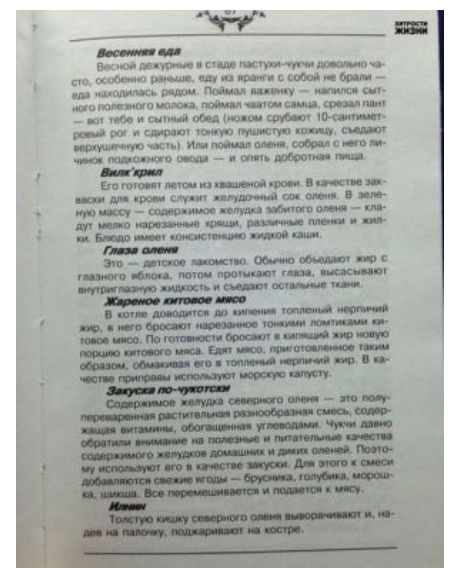 67
ХИТРОСТИ
ЖИЗНИ
Весенняя еда
Весной дежурные в стаде пастухи-чукчи довольно ча-
сто, особенно раньше, еду из яранги с собой не брали —
еда находилась рядом. Поймал важенку — напился сыт-
ного полезного молока, поймал чаатом самца, срезал пант
— вот тебе и сытный обед (ножом срубают 10-сантимет-
ровый рог и сдирают тонкую пушистую кожицу, съедают
верхушечную часть). Или поймал оленя, собрал с него ли-
чинок подкожного овода — и опять добротная пища.
Вилк'крил
Его готовят летом из квашеной крови. В качестве зак-
васки для крови служит желудочный сок оленя. В зеле-
ную массу — содержимое желудка забитого оленя — кла-
дут мелко нарезанные хрящи, различные пленки и жил-
ки. Блюдо имеет консистенцию жидкой каши.
Глаза оленя
Это — детское лакомство. Обычно объедают жир с
глазного яблока, потом протыкают глаза, высасывают
внутриглазную жидкость и съедают остальные ткани.
Жареное китовое мясо
В котле доводится до кипения топленый нерпичий
жир, в него бросают нарезанное тонкими ломтиками ки-
товое мясо. По готовности бросают в кипящий жир новую
порцию китового мяса. Едят мясо, приготовленное таким
образом, обмакивая его в топленый нерпичий жир. В ка-
честве приправы используют морскую капусту.
Закуска по-чукотски
Содержимое желудка северного оленя — это полу-
переваренная растительная разнообразная смесь, содер-
жащая витамины, обогащенная углеводами. Чукчи давно
обратили внимание на полезные и питательные качества
содержимого желудков домашних и диких оленей. Поэто-
му используют его в качестве закуски. Для этого к смеси
добавляются свежие ягоды — брусника, голубика, морош-
ка, шикша. Все перемешивается и подается к мясу.
Илнин
Толстую кишку северного оленя выворачивают и, на-
дев на палочку, поджаривают на костре.